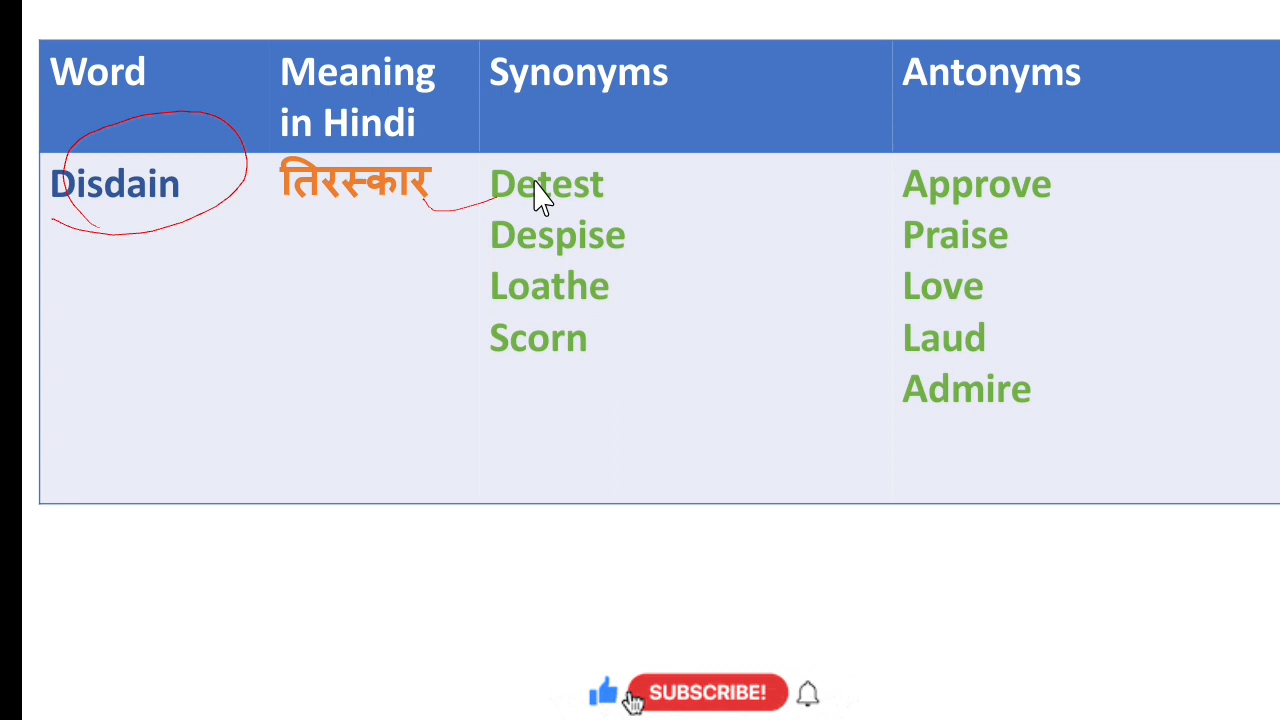 Word
Meaning
in Hindi
Synonyms
Antonyms
Disdain
तिरस्कार
Detest
Despise
Loathe
Scorn
Approve
Praise
Love
Laud
Admire
SUBSCRIBE!